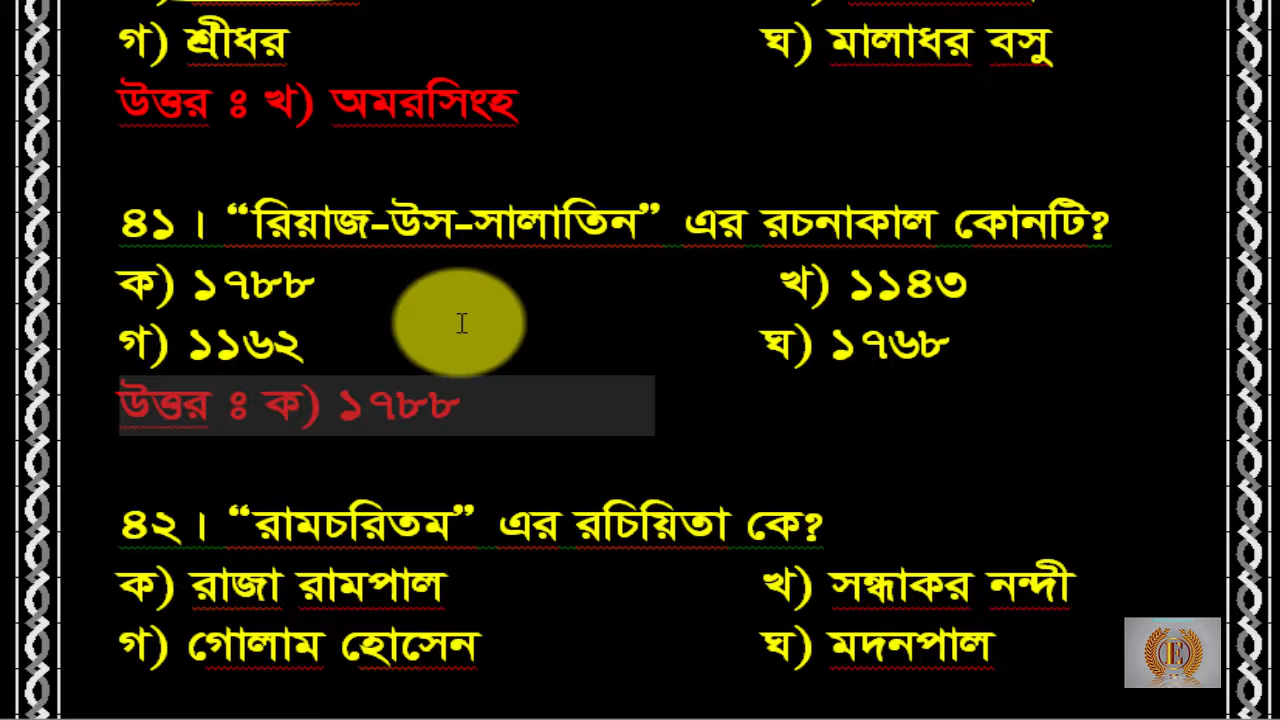 গ) শ্রীধর ঘ) মালাধর বসু
উত্তর ঃ খ) অমরসিংহ
৪১। “রিয়াজ-উস-সালাতিন” এর রচনাকাল কোনটি?
ক) ১৭৮৮ খ) ১১৪৩
গ) ১১৬২ ঘ) ১৭৬৮
উত্তর ঃ ক) ১৭৮৮
৪২। “রামচরিতম” এর রচিয়িতা কে?
ক) রাজা রামপাল খ) সন্ধাকর নন্দী
গ) গোলাম হোসেন ঘ) মদনপাল